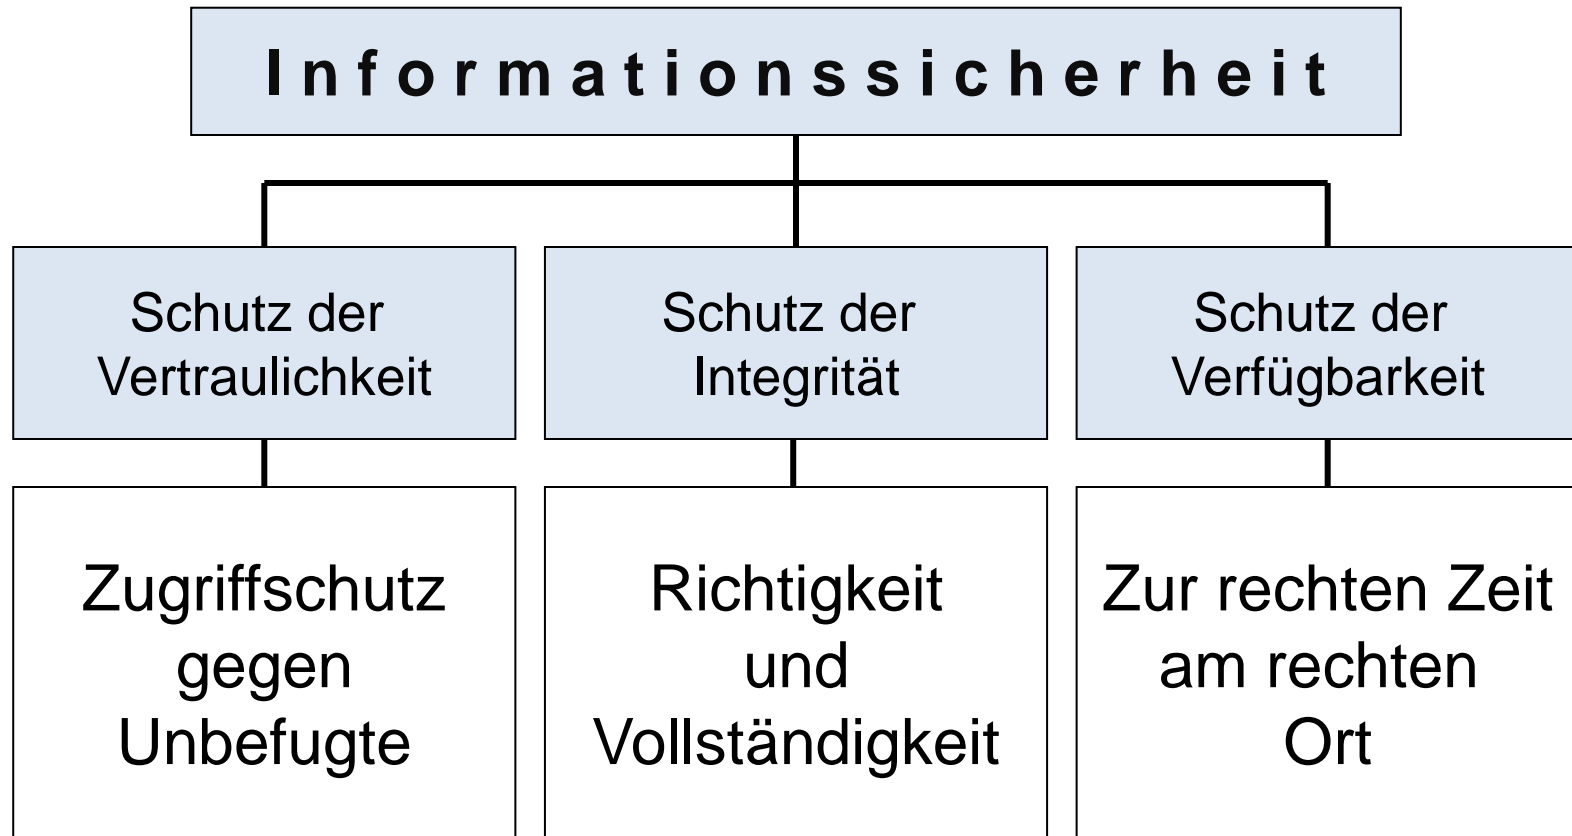 Informationssicherheit
Schutz der
Vertraulichkeit
Schutz der
Integrität
Schutz der
Verfügbarkeit
Zugriffschutz
gegen
Unbefugte
Richtigkeit
und
Vollständigkeit
Zur rechten Zeit
am rechten
Ort